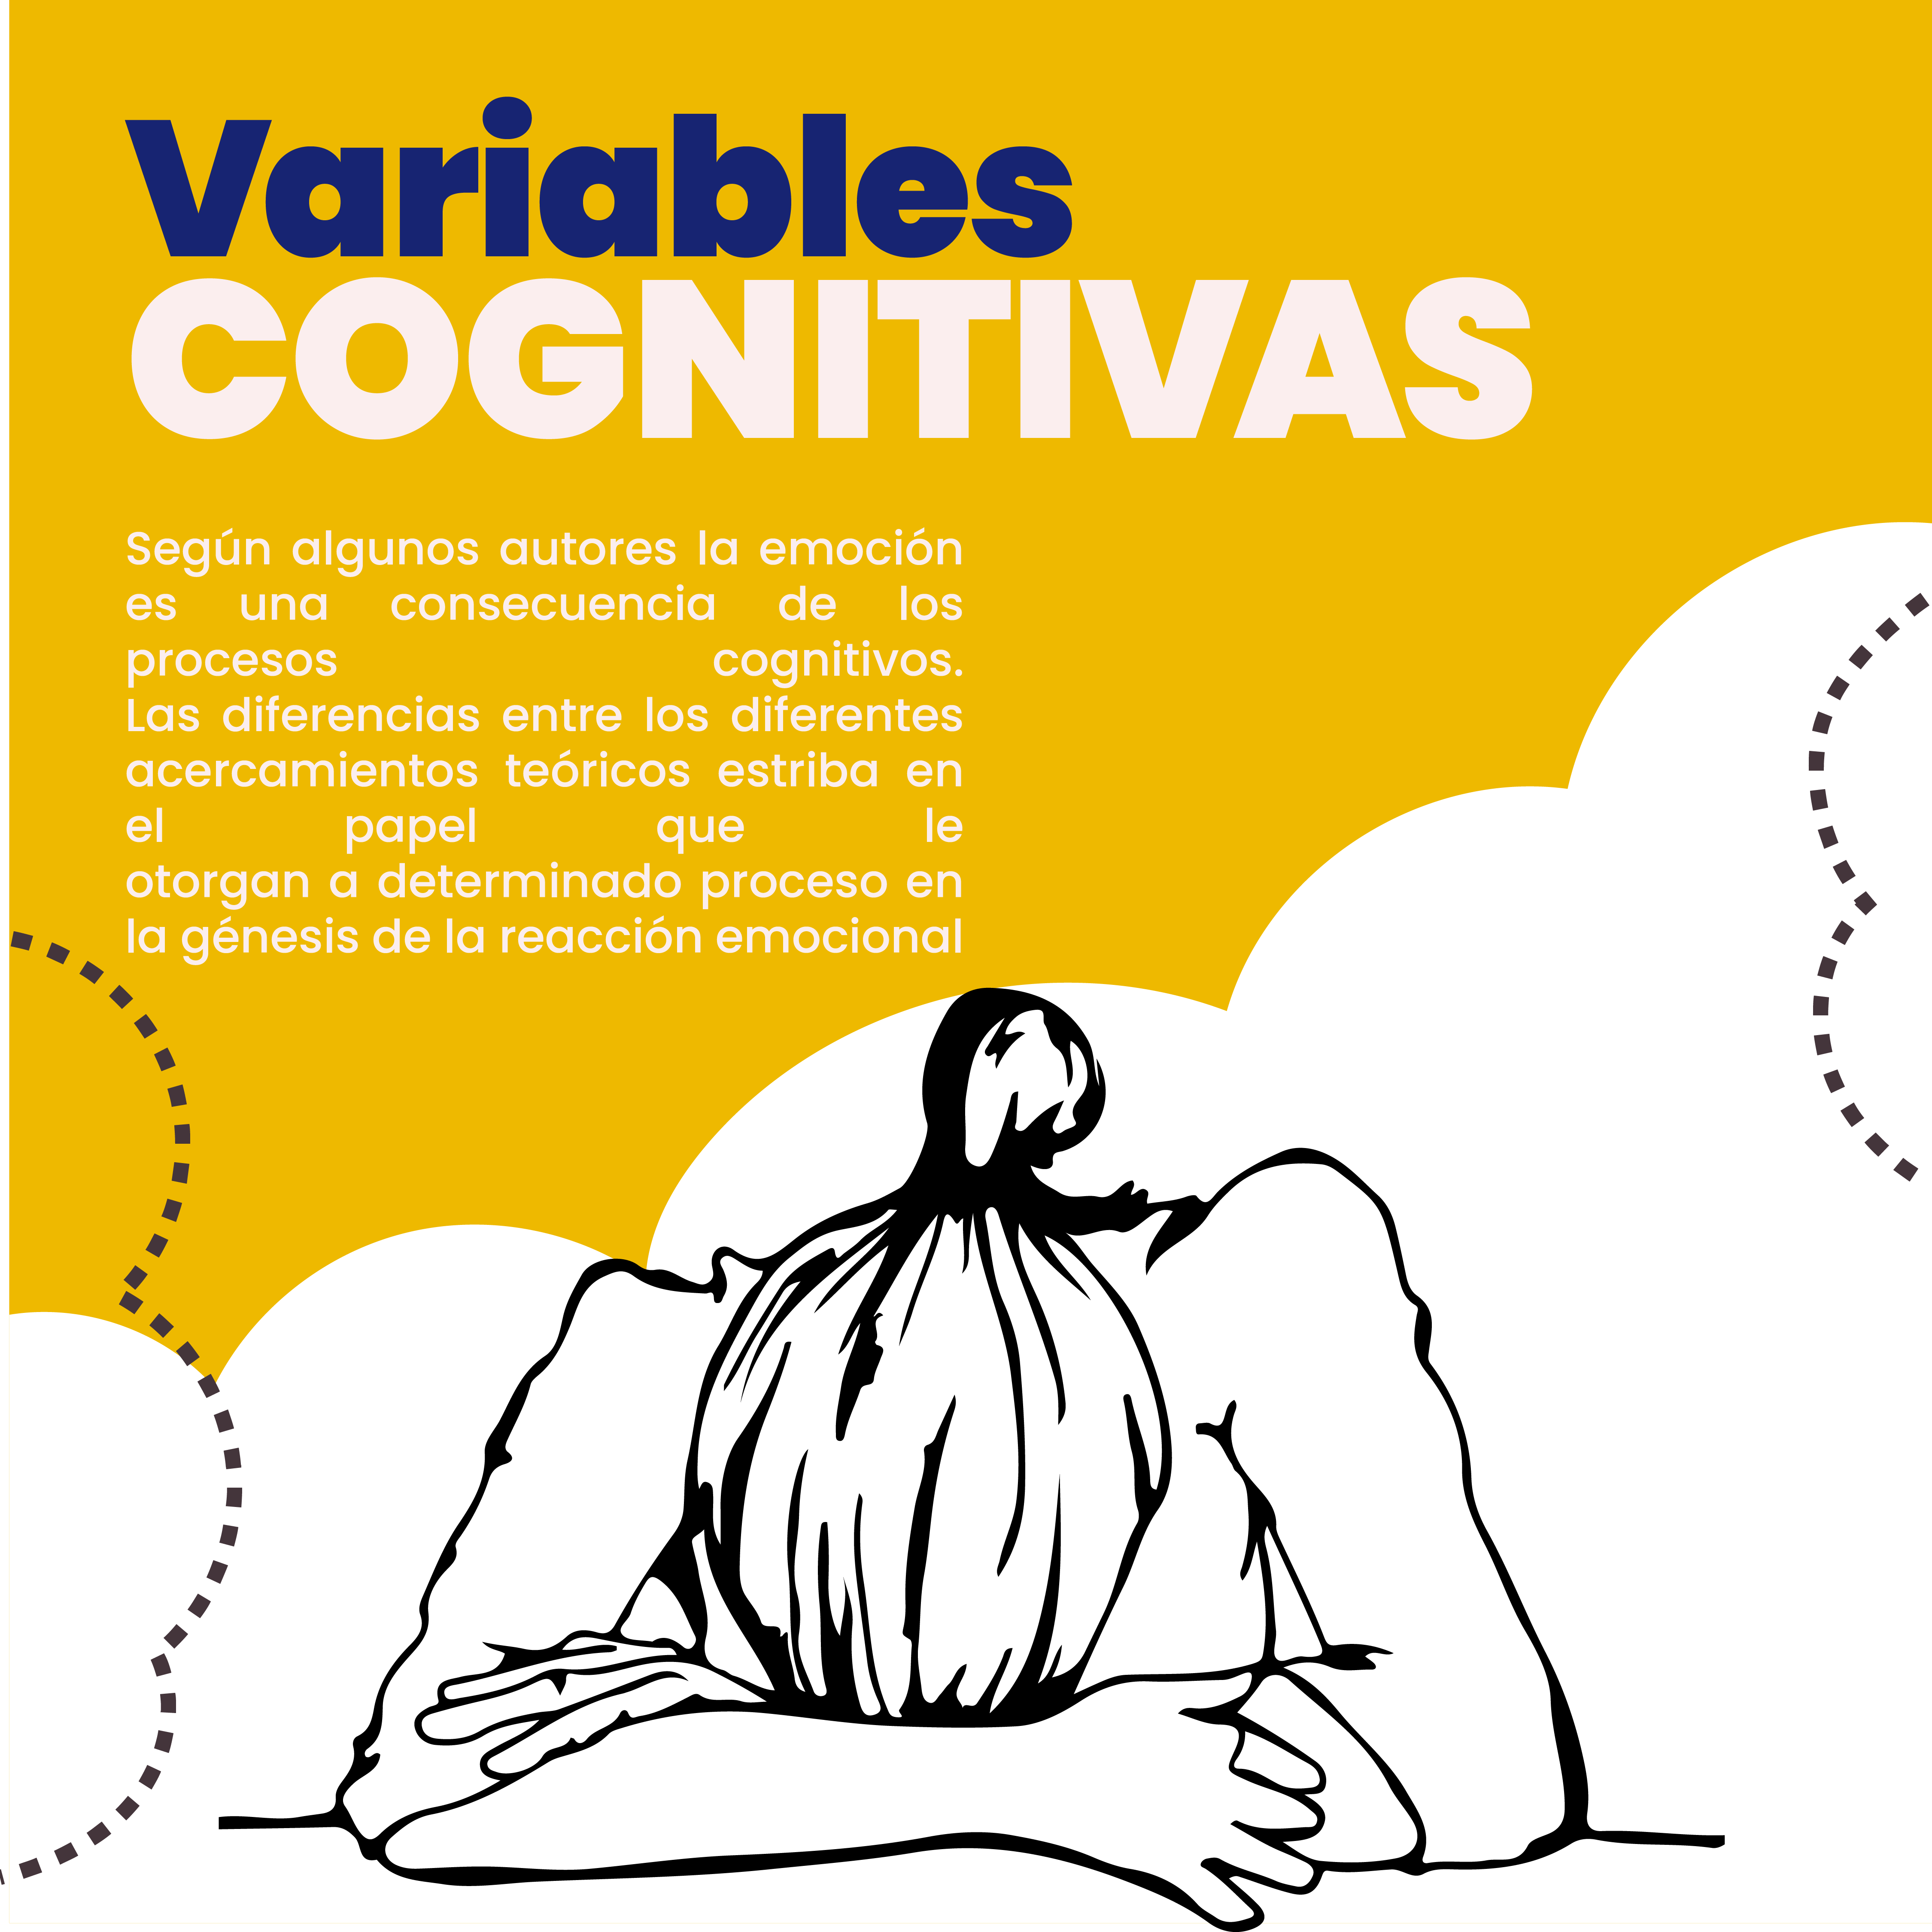 Variables
COGNITIVAS
Según algunos autores la emoción
es una consecuencia de los
procesos cognitivos.
Las diferencias entre los diferentes
acercamientos teóricos estriba en
el papel que le
otorgan a determinado proceso en
la génesis de la reacción emocional